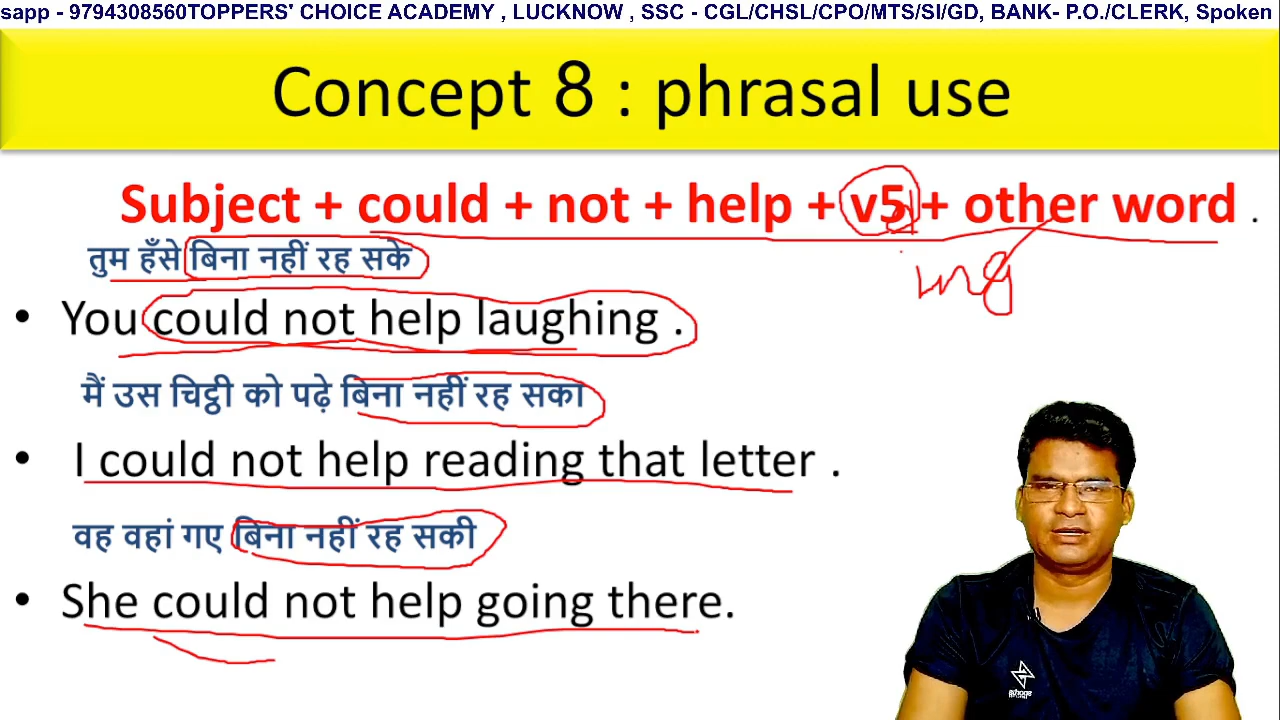 sapp - 9794308560TOPPERS' CHOICE ACADEMY , LUCKNOW , SSC - CGL/CHSL/CPO/MTS/SI/GD, BANK- P.O./CLERK, Spoken
Concept 8 : phrasal use
Subject + could + not + help + v5 + other word .
ing
तुम हँसे बिना नहीं रह सके
• You could not help laughing .
मैं उस चिट्ठी को पढ़े बिना नहीं रह सका
• I could not help reading that letter .
वह वहां गए बिना नहीं रह सकी
• She could not help going there.